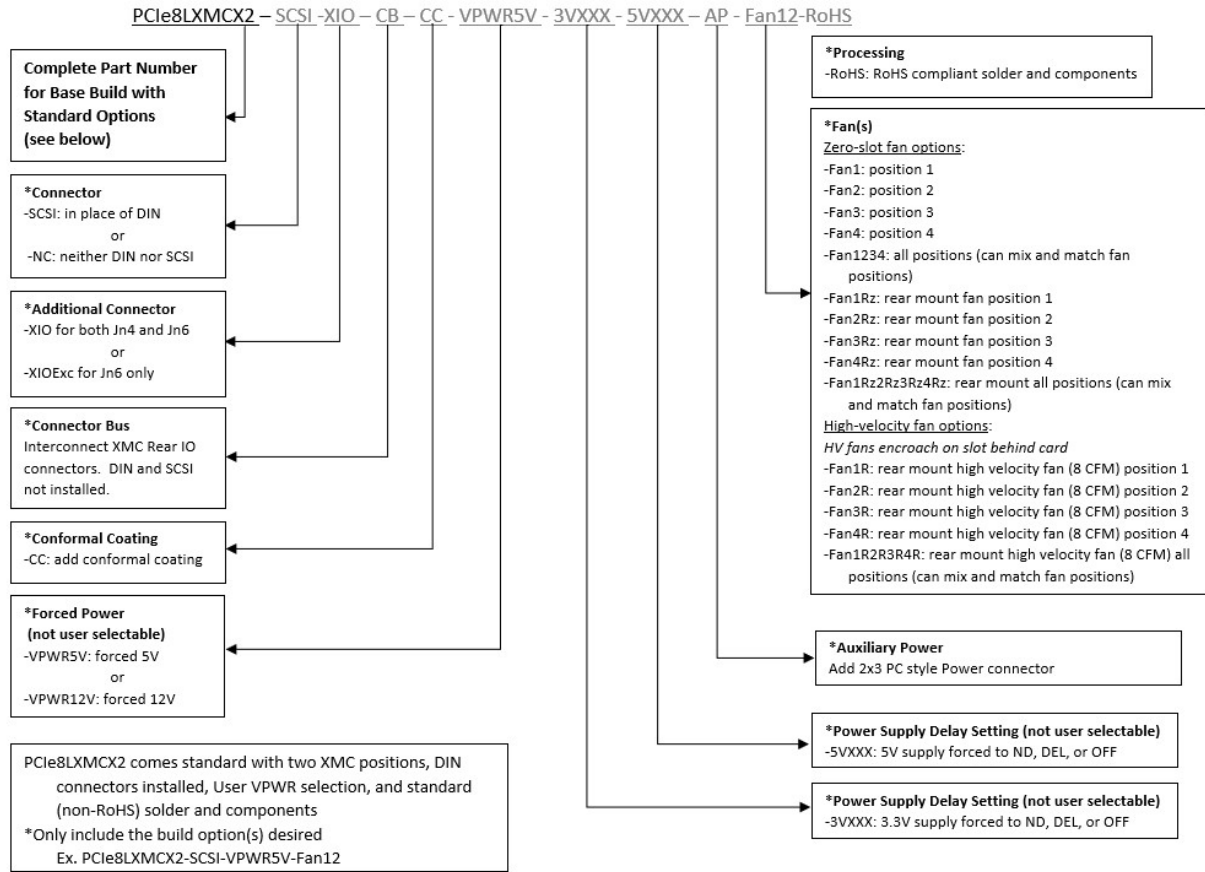 PCIe8LXMCX2 – SCSI -XIO – CB – CC - VPWR5V - 3VXXX - 5VXXX – AP - Fan12-RoHS
Complete Part Number
for Base Build with
Standard Options
(see below)
*Connector
-SCSI: in place of DIN
or
-NC: neither DIN nor SCSI
*Additional Connector
-XIO for both Jn4 and Jn6
or
-XIOExc for Jn6 only
*Connector Bus
Interconnect XMC Rear IO
connectors. DIN and SCSI
not installed.
*Conformal Coating
-CC: add conformal coating
*Forced Power
(not user selectable)
-VPWR5V: forced 5V
or
-VPWR12V: forced 12V
PCIe8LXMCX2 comes standard with two XMC positions, DIN
connectors installed, User VPWR selection, and standard
(non-RoHS) solder and components
*Only include the build option(s) desired
Ex. PCIe8LXMCX2-SCSI-VPWR5V-Fan12
*Processing
-RoHS: RoHS compliant solder and components
*Fan(s)
Zero-slot fan options:
-Fan1: position 1
-Fan2: position 2
-Fan3: position 3
-Fan4: position 4
-Fan1234: all positions (can mix and match fan
positions)
-Fan1Rz: rear mount fan position 1
-Fan2Rz: rear mount fan position 2
-Fan3Rz: rear mount fan position 3
-Fan4Rz: rear mount fan position 4
-Fan1Rz2Rz3Rz4Rz: rear mount all positions (can mix
and match fan positions)
High-velocity fan options:
HV fans encroach on slot behind card
-Fan1R: rear mount high velocity fan (8 CFM) position 1
-Fan2R: rear mount high velocity fan (8 CFM) position 2
-Fan3R: rear mount high velocity fan (8 CFM) position 3
-Fan4R: rear mount high velocity fan (8 CFM) position 4
-Fan1R2R3R4R: rear mount high velocity fan (8 CFM) all
positions (can mix and match fan positions)
*Auxiliary Power
Add 2x3 PC style Power connector
*Power Supply Delay Setting (not user selectable)
-5VXXX: 5V supply forced to ND, DEL, or OFF
*Power Supply Delay Setting (not user selectable)
-3VXXX: 3.3V supply forced to ND, DEL, or OFF